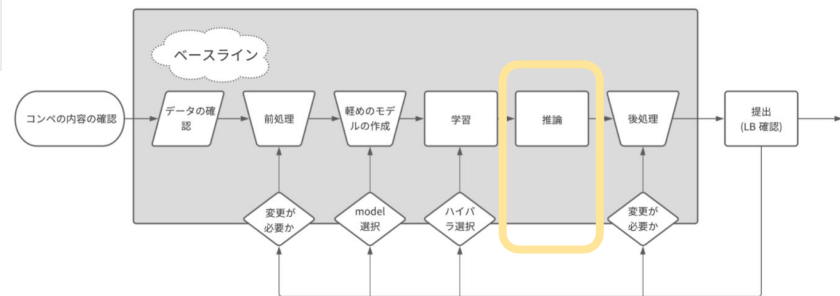 ベースライン
コンペの内容の確認
データの確
認
前処理
軽めのモデ
ルの作成
学習
推論
後処理
提出
(LB 確認)
変更が
必要か
model
選択
ハイパ
ラ選択
変更が
必要か